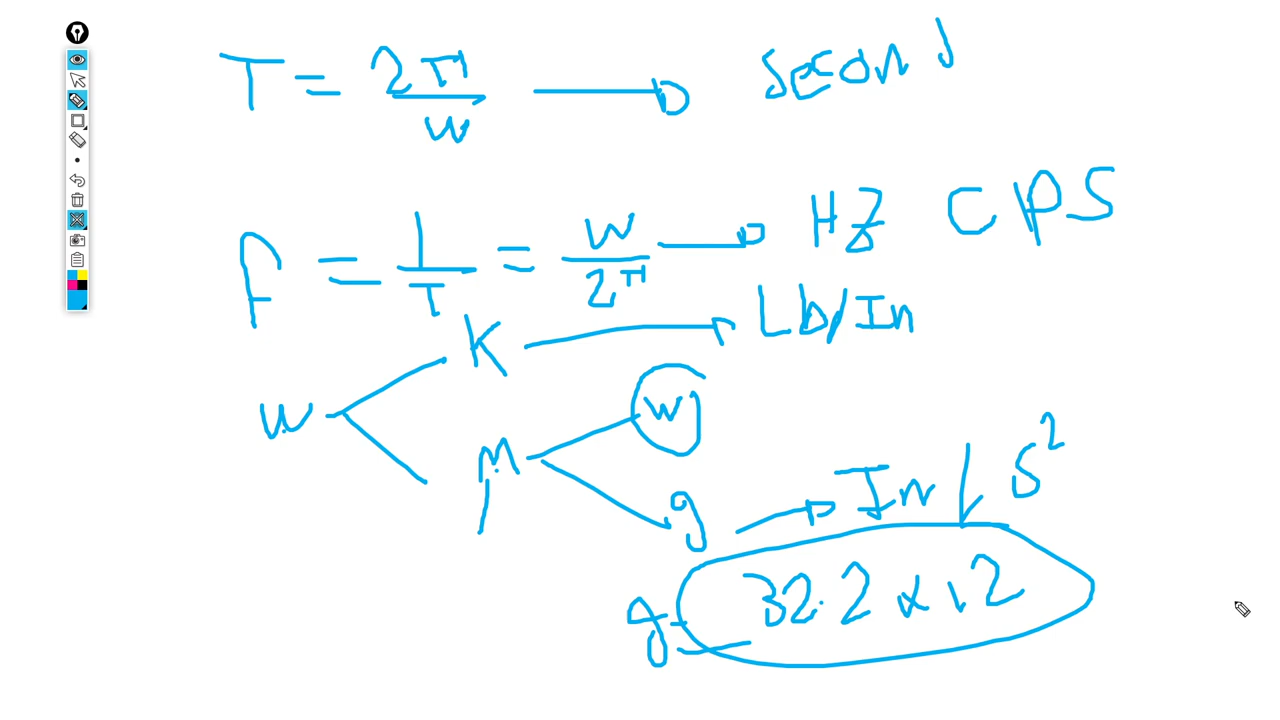 T = 2π/w → second
f = 1/T = w/2π → HZ CPS
K → Lb/In
w
M
w
g → In/s²
g = 32.2 x 12